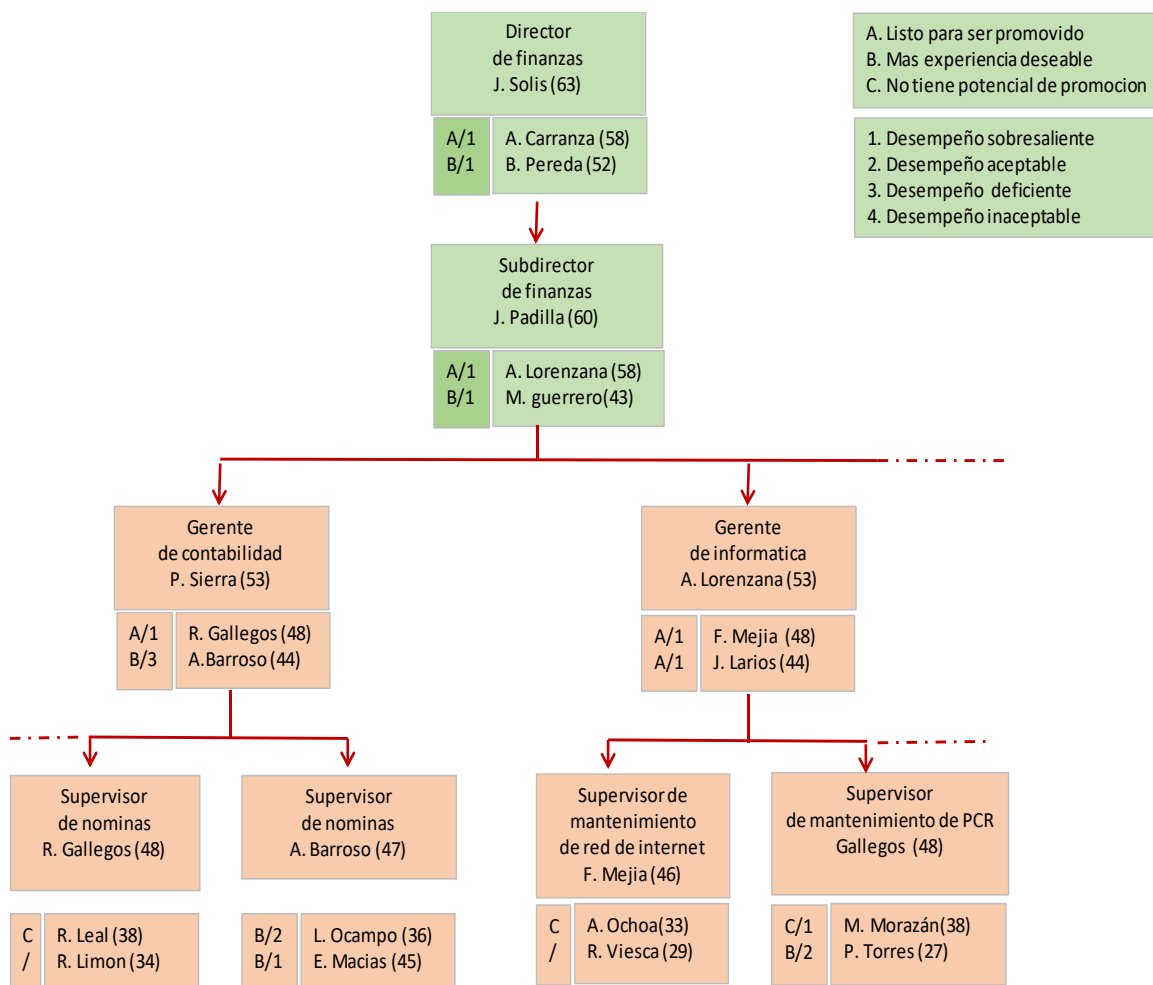 Director
de finanzas
J. Solis (63)
A/1 A. Carranza (58)
B/1 B. Pereda (52)
A. Listo para ser promovido
B. Mas experiencia deseable
C. No tiene potencial de promocion
1. Desempeño sobresaliente
2. Desempeño aceptable
3. Desempeño deficiente
4. Desempeño inaceptable
Subdirector
de finanzas
J. Padilla (60)
A/1 A. Lorenzana (58)
B/1 M. guerrero(43)
Gerente
de contabilidad
P. Sierra (53)
A/1 R. Gallegos (48)
B/3 A.Barroso (44)
Gerente
de informatica
A. Lorenzana (53)
A/1 F. Mejia (48)
A/1 J. Larios (44)
Supervisor
de nominas
R. Gallegos (48)
C R. Leal (38)
/ R. Limon (34)
Supervisor
de nominas
A. Barroso (47)
B/2 L. Ocampo (36)
B/1 E. Macias (45)
Supervisor de
mantenimiento
de red de internet
F. Mejia (46)
C A. Ochoa(33)
/ R. Viesca (29)
Supervisor
de mantenimiento de PCR
Gallegos (48)
C/1 M. Morazán(38)
B/2 P. Torres (27)